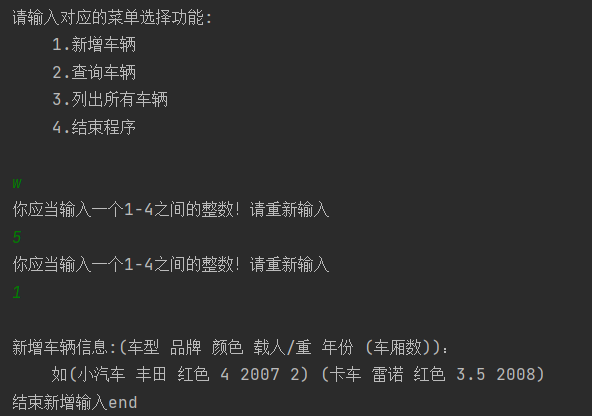 请输入对应的菜单选择功能:
1.新增车辆
2.查询车辆
3.列出所有车辆
4.结束程序
w
你应当输入一个1-4之间的整数！请重新输入
5
你应当输入一个1-4之间的整数！请重新输入
1
新增车辆信息:(车型 品牌 颜色 载人/重 年份 (车厢数)):
如(小汽车 丰田 红色 4 2007 2) (卡车 雷诺 红色 3.5 2008)
结束新增输入end